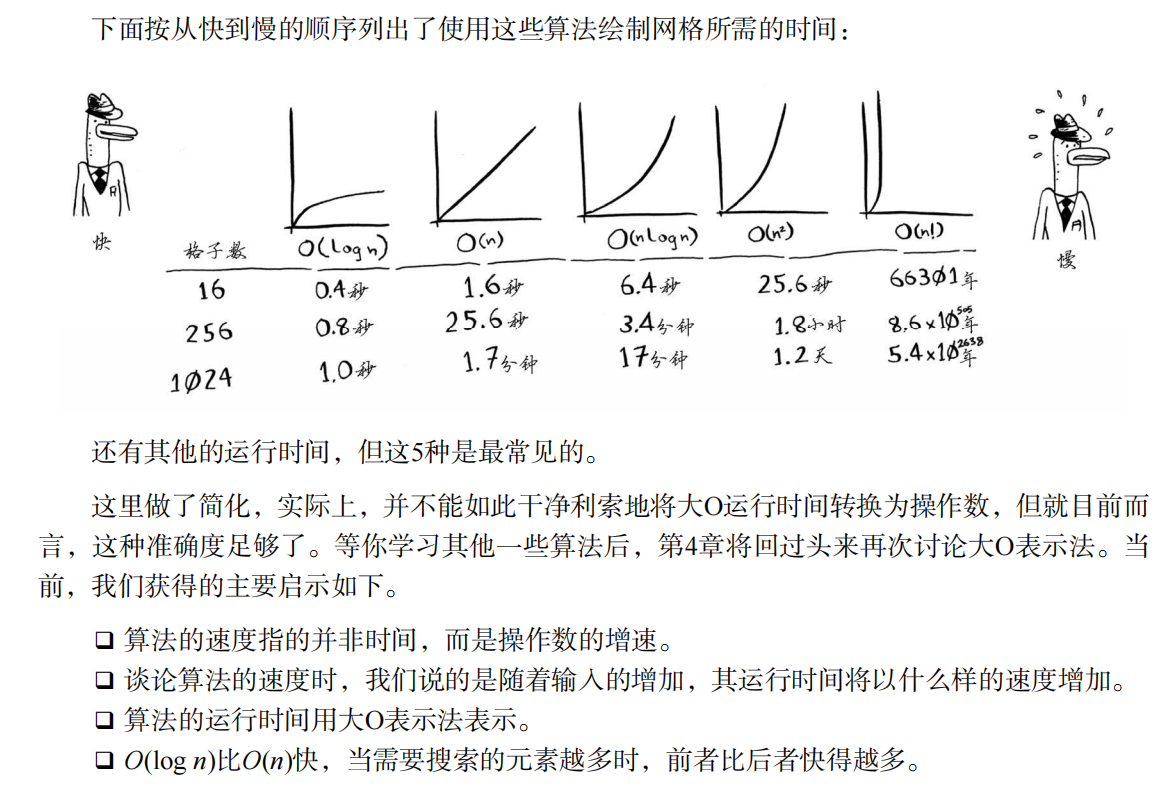 下面按从快到慢的顺序列出了使用这些算法绘制网格所需的时间：
快
格子数 O(log n) O(n) O(n log n) O(n²) O(n!)
慢
16 0.4秒 1.6秒 6.4秒 25.6秒 66301年
256 0.8秒 25.6秒 3.4分钟 1.8小时 8.6x10⁵⁰⁵年
1024 1.0秒 1.7分钟 17分钟 1.2天 5.4x10²⁶³⁸年
还有其他的运行时间，但这5种是最常见的。
这里做了简化，实际上，并不能如此干净利索地将大O运行时间转换为操作数，但就目前而
言，这种准确度足够了。等你学习其他一些算法后，第4章将回过头来再次讨论大O表示法。当
前，我们获得的主要启示如下。
❑ 算法的速度指的并非时间，而是操作数的增速。
❑ 谈论算法的速度时，我们说的是随着输入的增加，其运行时间将以什么样的速度增加。
❑ 算法的运行时间用大O表示法表示。
❑ O(log n)比O(n)快，当需要搜索的元素越多时，前者比后者快得越多。